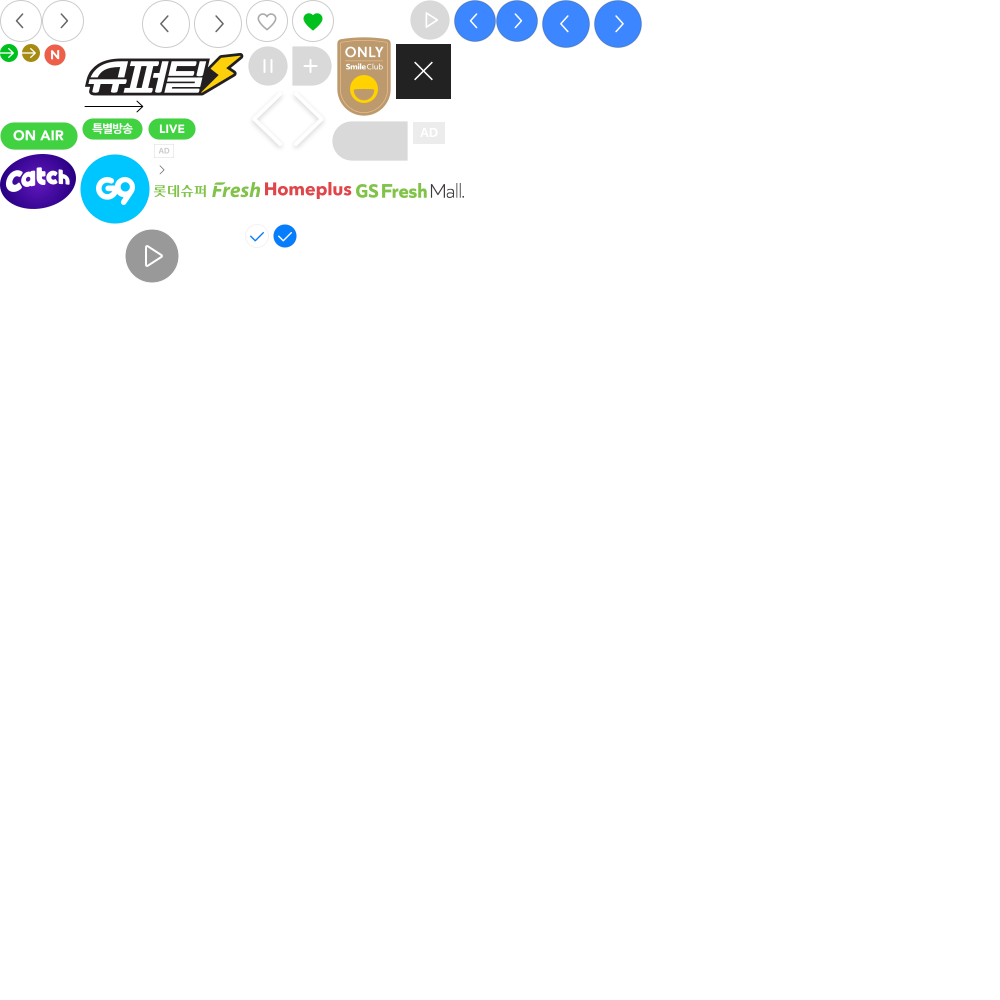 N
슈퍼딜
ONLY
Smile Club
ON AIR
특별방송
LIVE
AD
AD
Catch
G9
롯데슈퍼 Fresh
Homeplus
GS Fresh Mall.